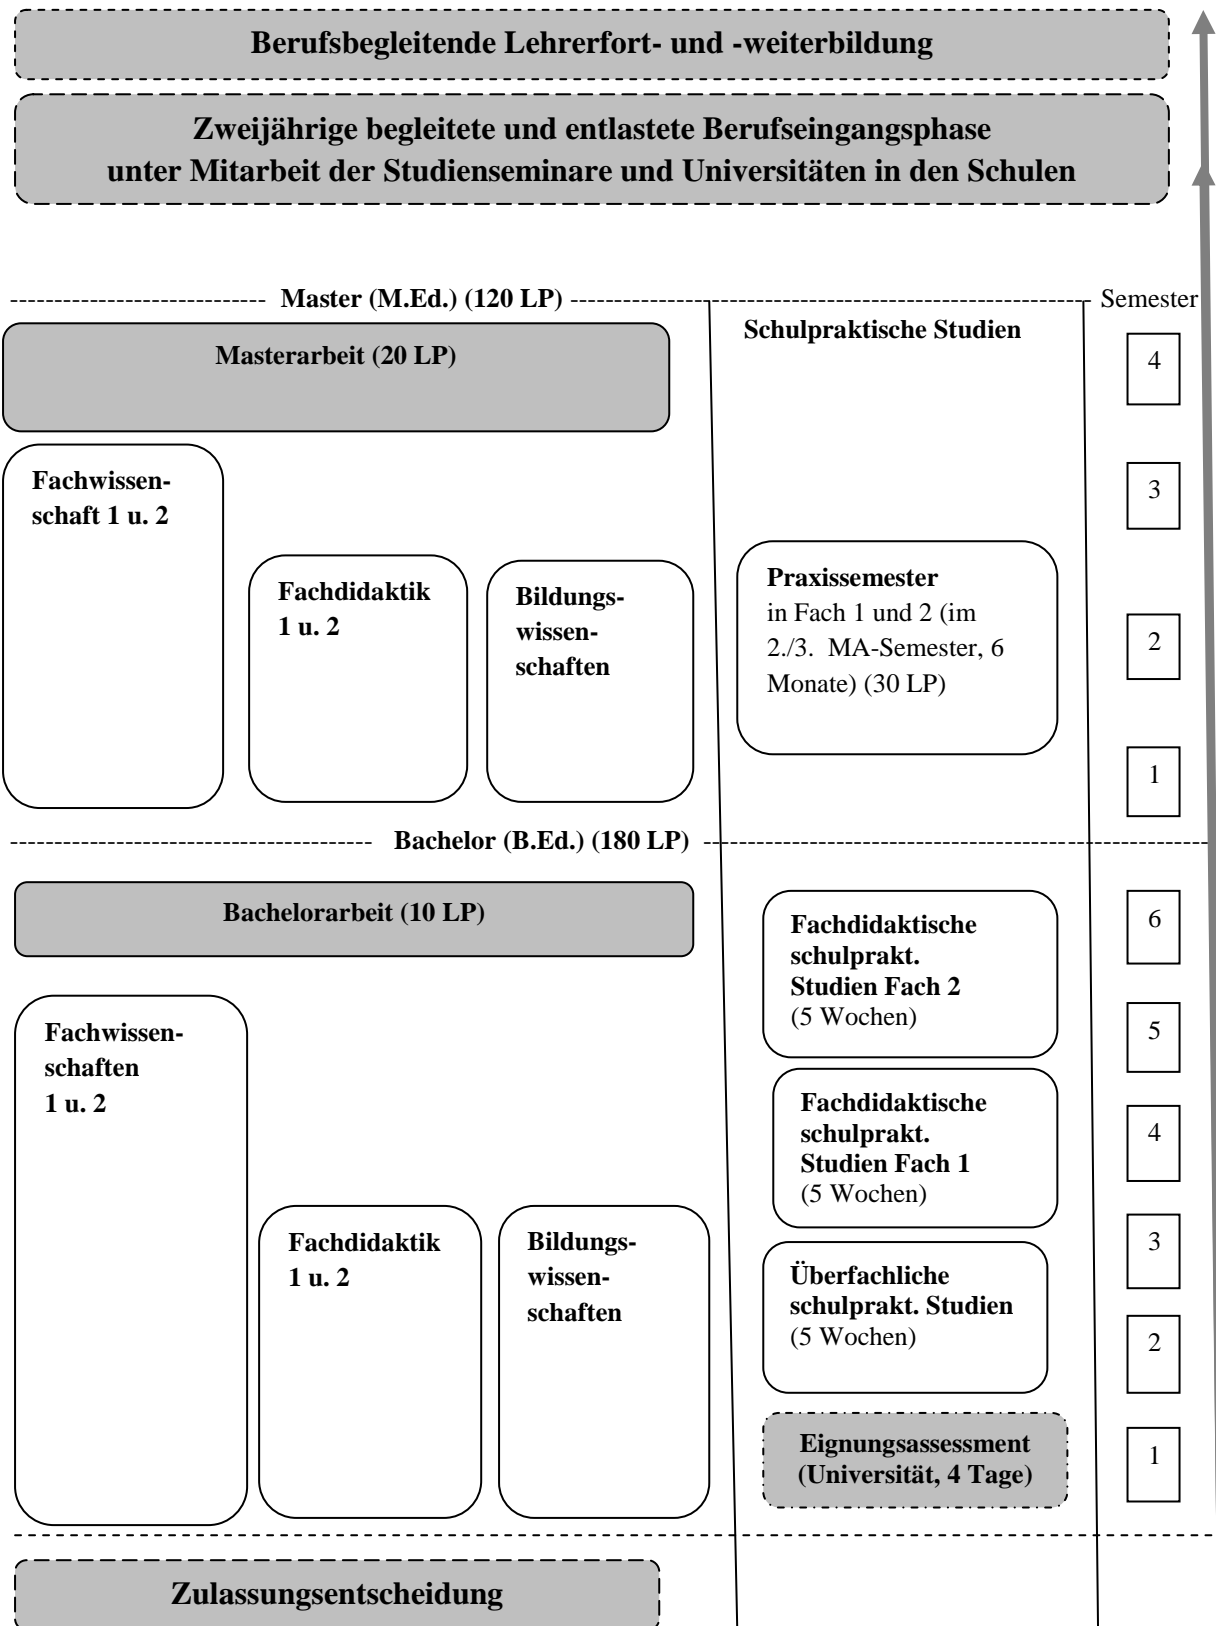 Berufsbegleitende Lehrerfort- und -weiterbildung
Zweijährige begleitete und entlastete Berufseingangsphase
unter Mitarbeit der Studienseminare und Universitäten in den Schulen
Master (M.Ed.) (120 LP)
Semester
Masterarbeit (20 LP)
Schulpraktische Studien
4
Fachwissen-
schaft 1 u. 2
3
Fachdidaktik
1 u. 2
Bildungs-
wissen-
schaften
Praxissemester
in Fach 1 und 2 (im
2./3. MA-Semester, 6
Monate) (30 LP)
2
1
Bachelor (B.Ed.) (180 LP)
Bachelorarbeit (10 LP)
Fachdidaktische
schulprakt.
Studien Fach 2
(5 Wochen)
6
5
Fachwissen-
schaften
1 u. 2
Fachdidaktische
schulprakt.
Studien Fach 1
(5 Wochen)
4
Fachdidaktik
1 u. 2
Bildungs-
wissen-
schaften
Überfachliche
schulprakt. Studien
(5 Wochen)
3
2
Eignungsassessment
(Universität, 4 Tage)
1
Zulassungsentscheidung